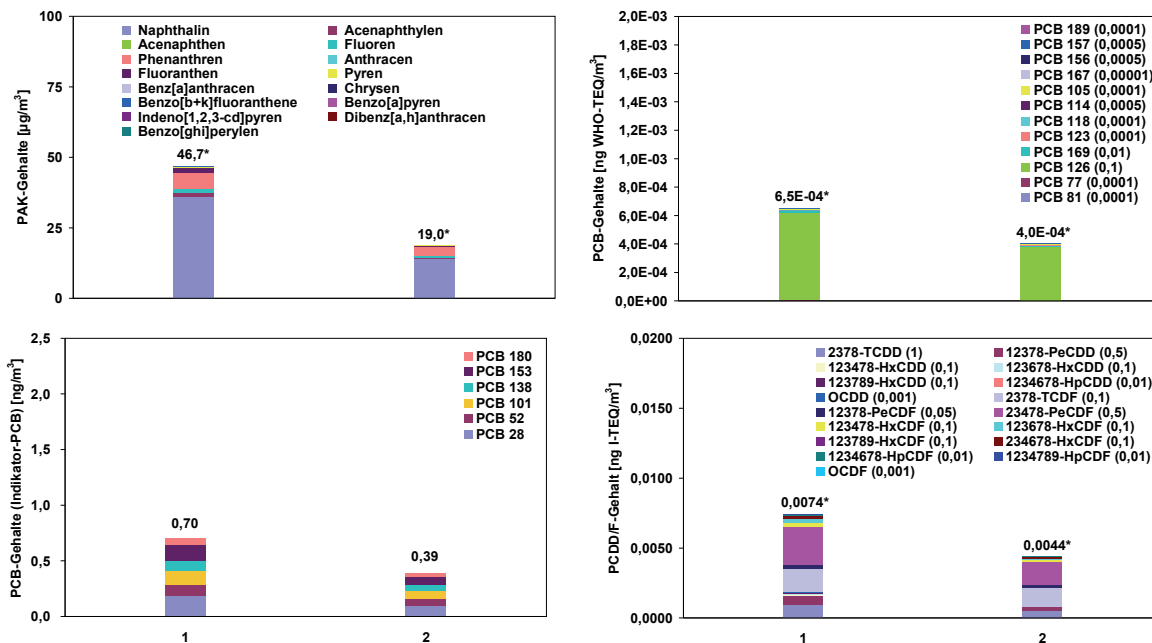 PAK-Gehalte [µg/m³]
100
50
25
0
75
Naphthalin
Acenaphthylen
Acenaphthen
Fluoren
Phenanthren
Anthracen
Fluoranthen
Pyren
Benz[a]anthracen
Chrysen
Benzo[b+k]fluoranthene
Benzo[a]pyren
Indeno[1,2,3-cd]pyren
Dibenz[a,h]anthracen
Benzo[ghi]perylen
46,7*
19,0*
PCB-Gehalte [ng WHO-TEQ/m³]
2,0E-03
1,8E-03
1,6E-03
1,4E-03
1,2E-03
1,0E-03
8,0E-04
6,0E-04
4,0E-04
2,0E-04
0,0E+00
PCB 189 (0,0001)
PCB 157 (0,0005)
PCB 156 (0,0005)
PCB 167 (0,00001)
PCB 105 (0,0001)
PCB 114 (0,0005)
PCB 118 (0,0001)
PCB 123 (0,0001)
PCB 169 (0,01)
PCB 126 (0,1)
PCB 77 (0,0001)
PCB 81 (0,0001)
6,5E-04*
4,0E-04*
PCB-Gehalte (Indikator-PCB) [ng/m³]
2,5
2,0
1,5
1,0
0,5
0,0
PCB 180
PCB 153
PCB 138
PCB 101
PCB 52
PCB 28
0,70
0,39
1
2
PCDD/F-Gehalt [ng I-TEQ/m³]
0,0200
0,0150
0,0100
0,0050
0,0000
2378-TCDD (1)
12378-PeCDD (0,5)
123478-HxCDD (0,1)
123678-HxCDD (0,1)
123789-HxCDD (0,1)
1234678-HpCDD (0,01)
OCDD (0,001)
2378-TCDF (0,1)
12378-PeCDF (0,05)
23478-PeCDF (0,5)
123478-HxCDF (0,1)
123678-HxCDF (0,1)
123789-HxCDF (0,1)
234678-HxCDF (0,1)
1234678-HpCDF (0,01)
1234789-HpCDF (0,01)
OCDF (0,001)
0,0074*
0,0044*
1
2